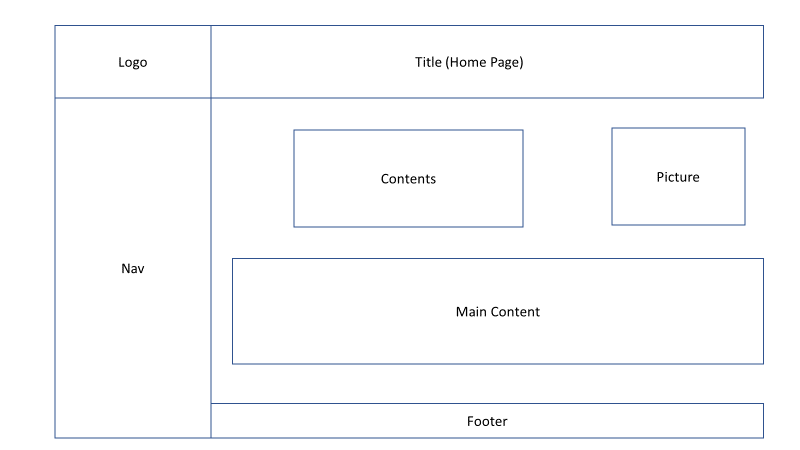 Logo
Title (Home Page)
Contents
Picture
Nav
Main Content
Footer